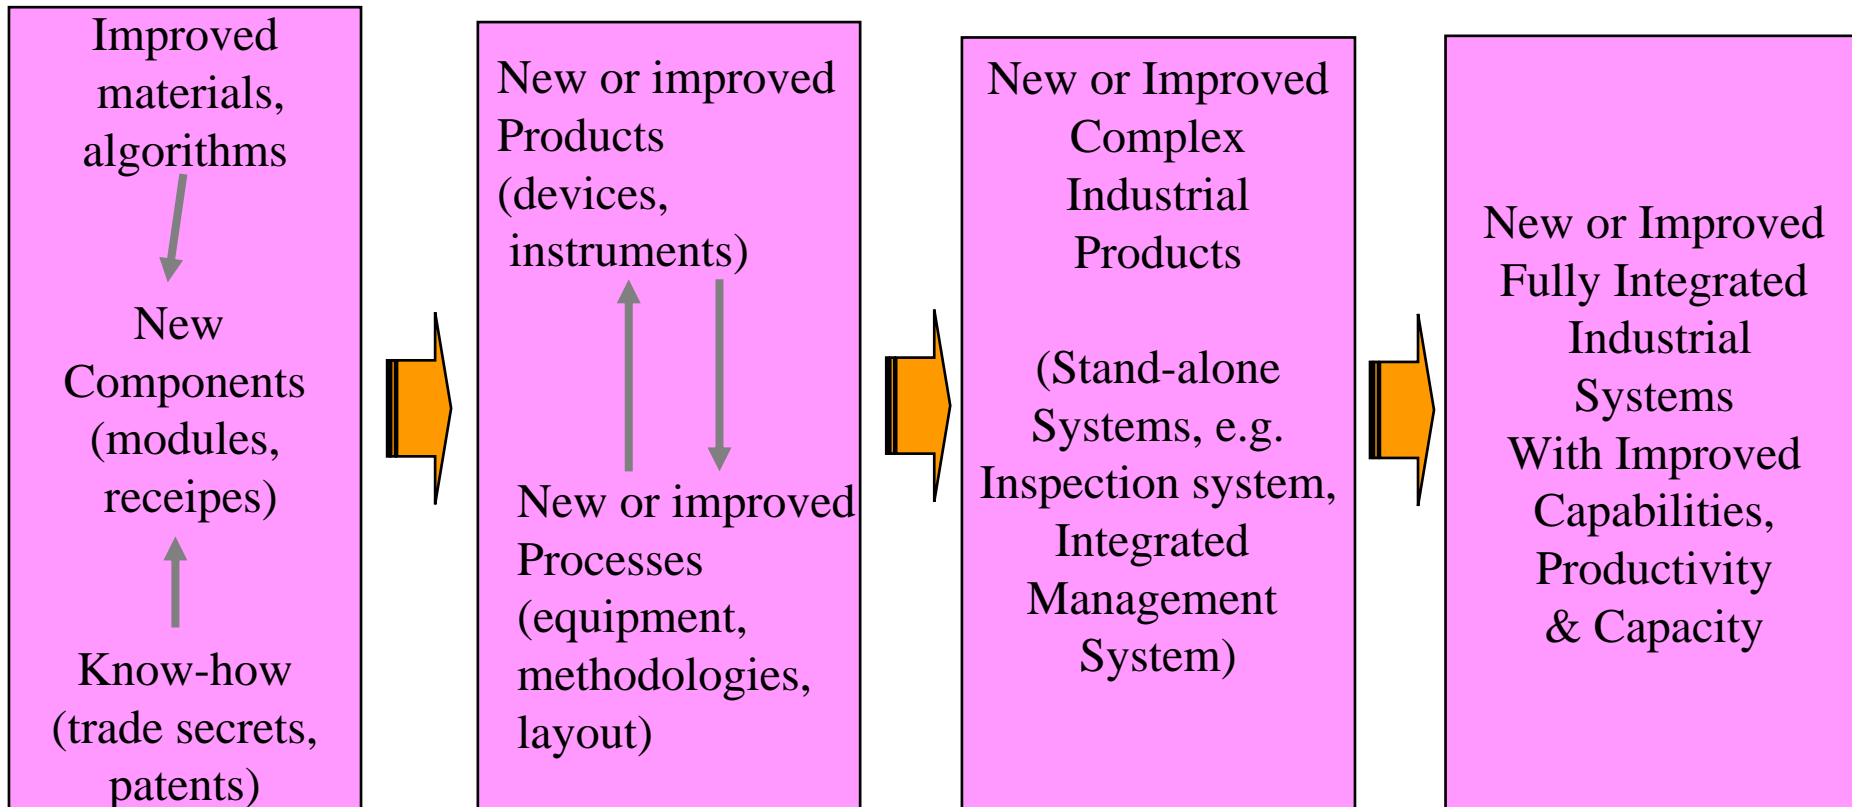 Improved
materials,
algorithms
New
Components
(modules,
receipes)
Know-how
(trade secrets,
patents)
New or improved
Products
(devices,
instruments)
New or improved
Processes
(equipment,
methodologies,
layout)
New or Improved
Complex
Industrial
Products
(Stand-alone
Systems, e.g.
Inspection system,
Integrated
Management
System)
New or Improved
Fully Integrated
Industrial
Systems
With Improved
Capabilities,
Productivity
& Capacity